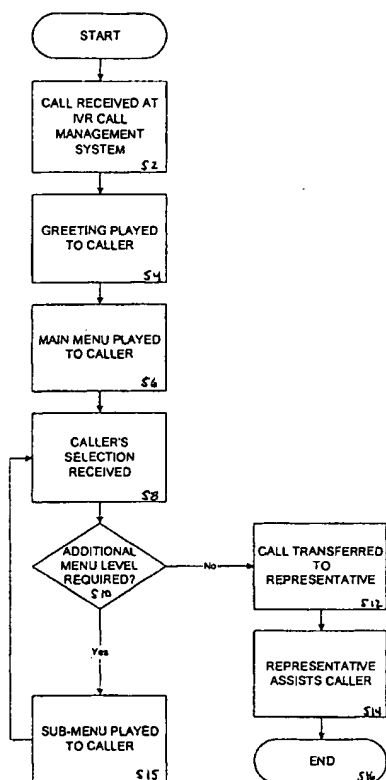 START
CALL RECEIVED AT
IVR CALL
MANAGEMENT
SYSTEM
S2
GREETING PLAYED
TO CALLER
S4
MAIN MENU PLAYED
TO CALLER
S6
CALLER'S
SELECTION
RECEIVED
S8
ADDITIONAL
MENU LEVEL
REQUIRED?
S10
No
CALL TRANSFERRED
TO
REPRESENTATIVE
S12
Yes
REPRESENTATIVE
ASSISTS CALLER
S14
SUB-MENU PLAYED
TO CALLER
S15
END
S16